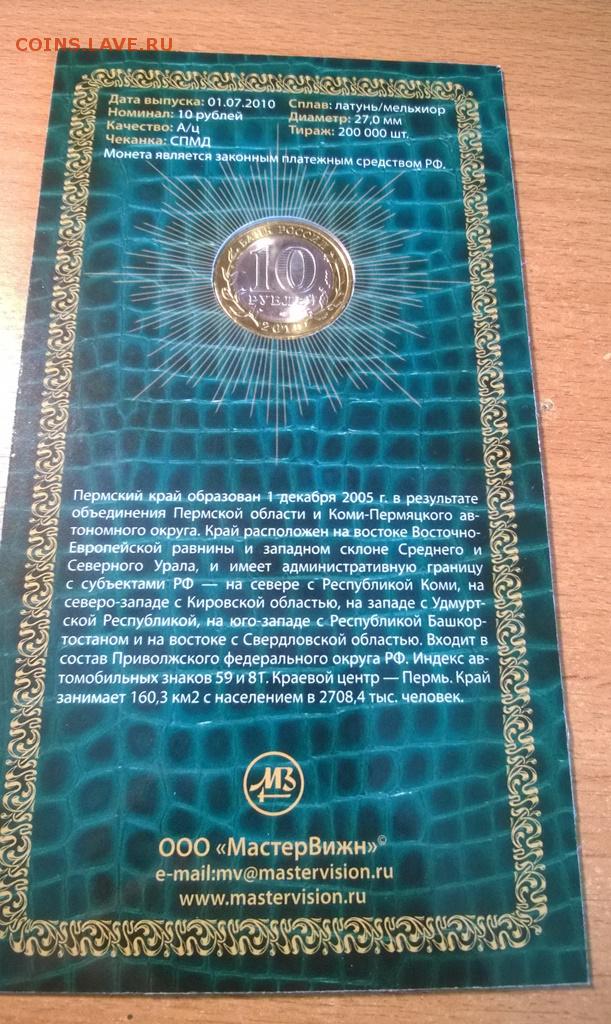 COINS.LAVE.RU
Дата выпуска: 01.07.2010
Номинал: 10 рублей
Качество: А/ц
Чеканка: СПМД
Сплав: латунь/мельхиор
Диаметр: 27,0 мм
Тираж: 200 000 шт.
Монета является законным платежным средством РФ.
БАНК РОССИИ
10
РУБЛЕЙ
2010
Пермский край образован 1 декабря 2005 г. в результате
объединения Пермской области и Коми-Пермяцкого ав-
тономного округа. Край расположен на востоке Восточно-
Европейской равнины и западном склоне Среднего и
Северного Урала, и имеет административную границу
с субъектами РФ — на севере с Республикой Коми, на
северо-западе с Кировской областью, на западе с Удмурт-
ской Республикой, на юго-западе с Республикой Башкор-
тостаном и на востоке с Свердловской областью. Входит в
состав Приволжского федерального округа РФ. Индекс ав-
томобильных знаков 59 и 81. Краевой центр — Пермь. Край
занимает 160,3 км2 с населением в 2708,4 тыс. человек.
МВ
ООО «МастерВижн»©
e-mail:mv@mastervision.ru
www.mastervision.ru